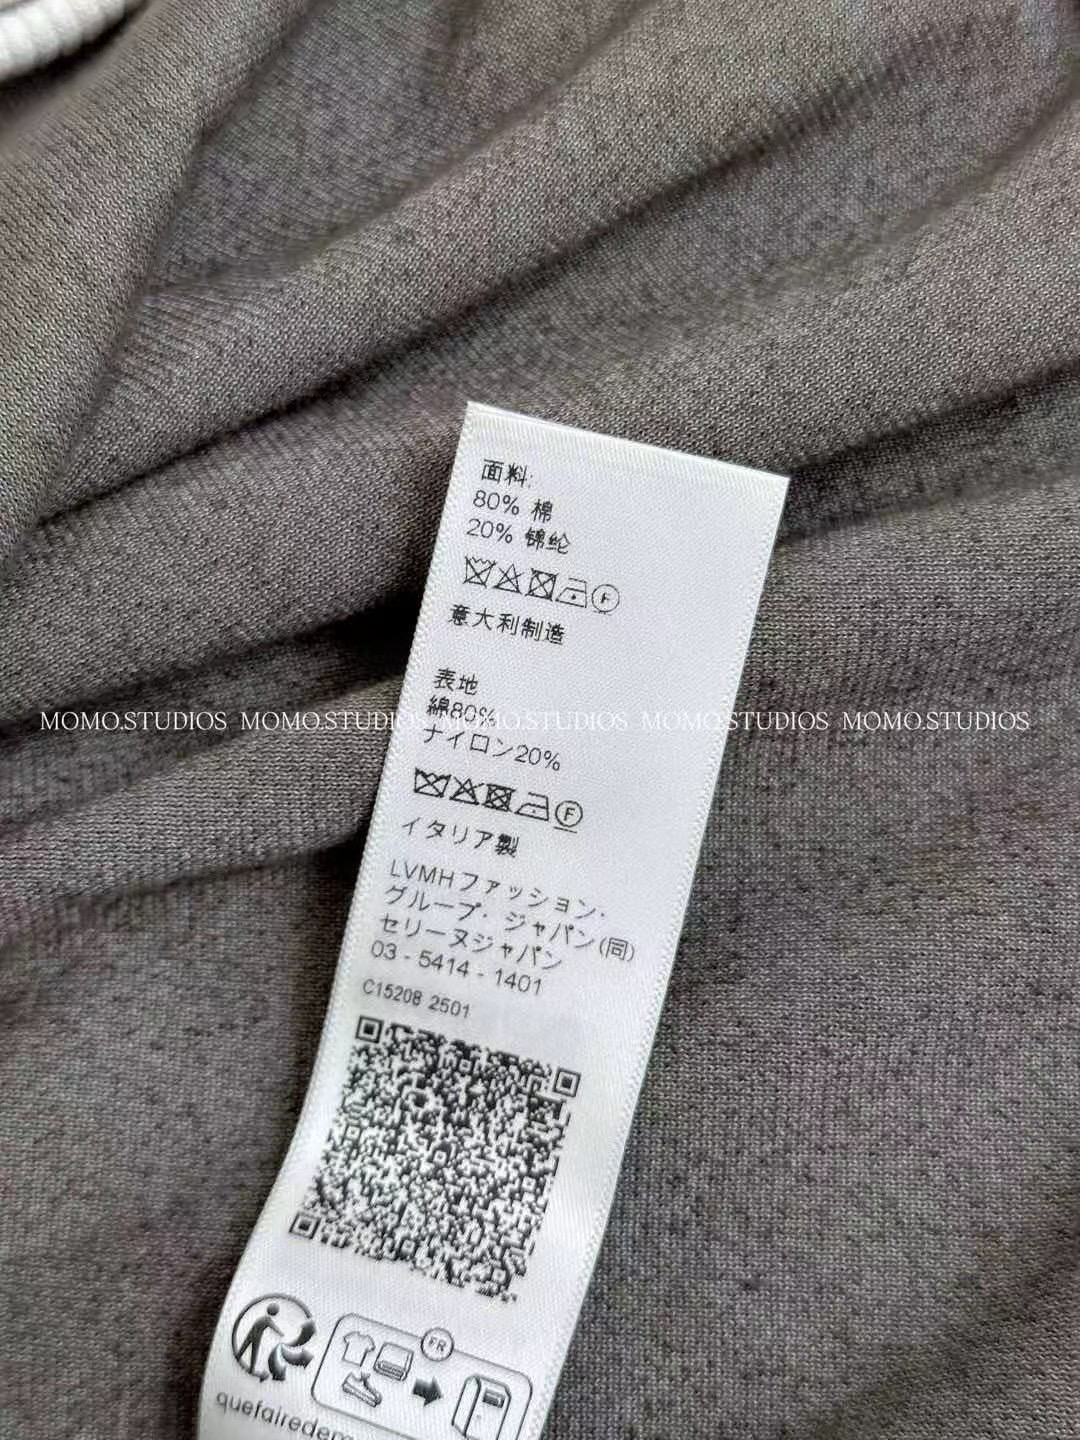 面料:
80% 棉
20% 锦纶
F
意大利制造
表地
綿80%
MOMO.STUDIOS MOMO.STUDIOS MOMO.STUDIOS MOMO.STUDIOS MOMO.STUDIOS
ナイロン20%
F
イタリア製
LVMHファッション・
グループ・ジャパン(同)
セリーヌジャパン
03-5414-1401
C15208 2501
FR
quefairedem